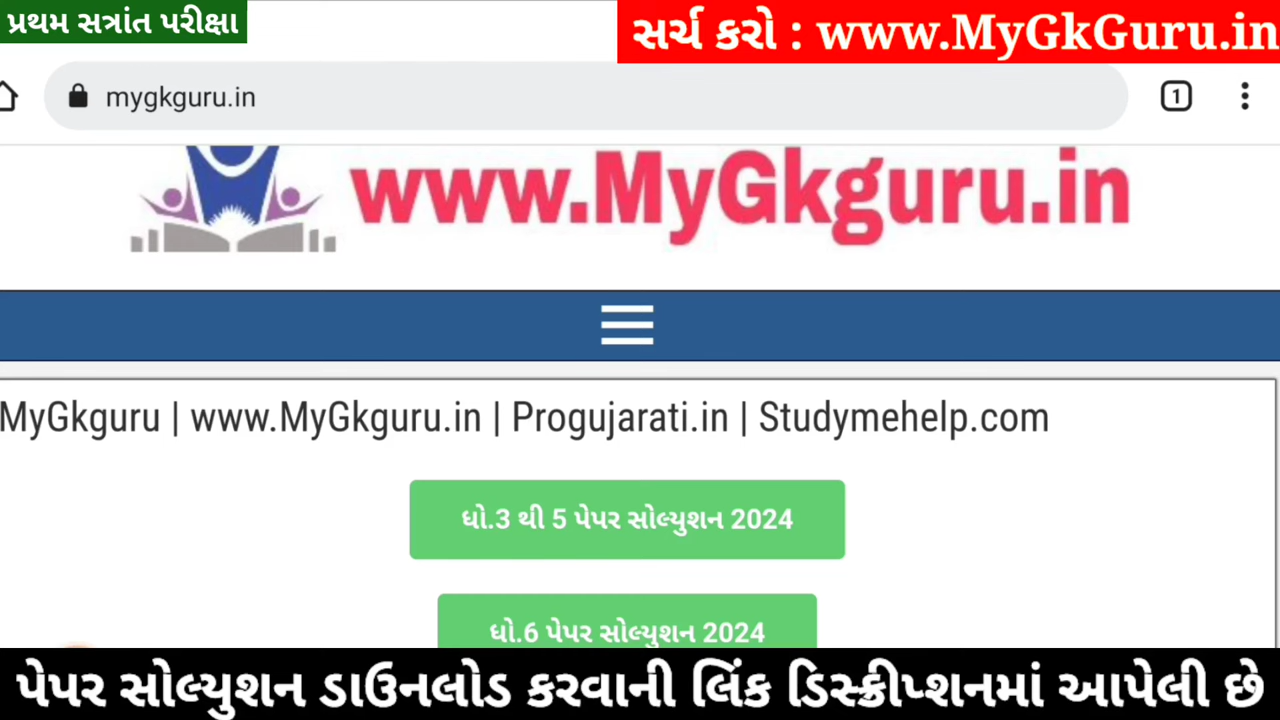 પ્રથમ સત્રાંત પરીક્ષા
સર્ચ કરો : www.MyGkGuru.in
mygkguru.in
1
www.MyGkguru.in
MyGkguru | www.MyGkguru.in | Progujarati.in | Studymehelp.com
ધો.3 થી 5 પેપર સોલ્યુશન 2024
ધો.6 પેપર સોલ્યુશન 2024
પેપર સોલ્યુશન ડાઉનલોડ કરવાની લિંક ડિસ્ક્રીપ્શનમાં આપેલી છે